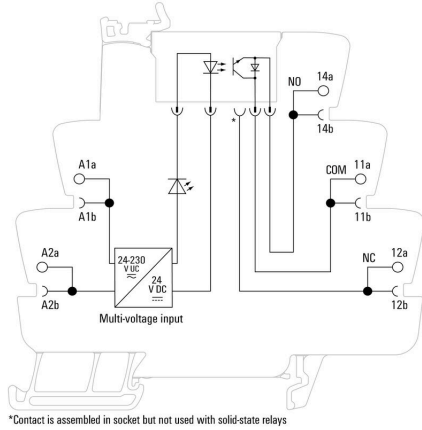 NO
14a
*
14b
A1a
COM
11a
A1b
11b
A2a
24-230
V UC
24
V DC
NC
12a
A2b
12b
Multi-voltage input
*Contact is assembled in socket but not used with solid-state relays